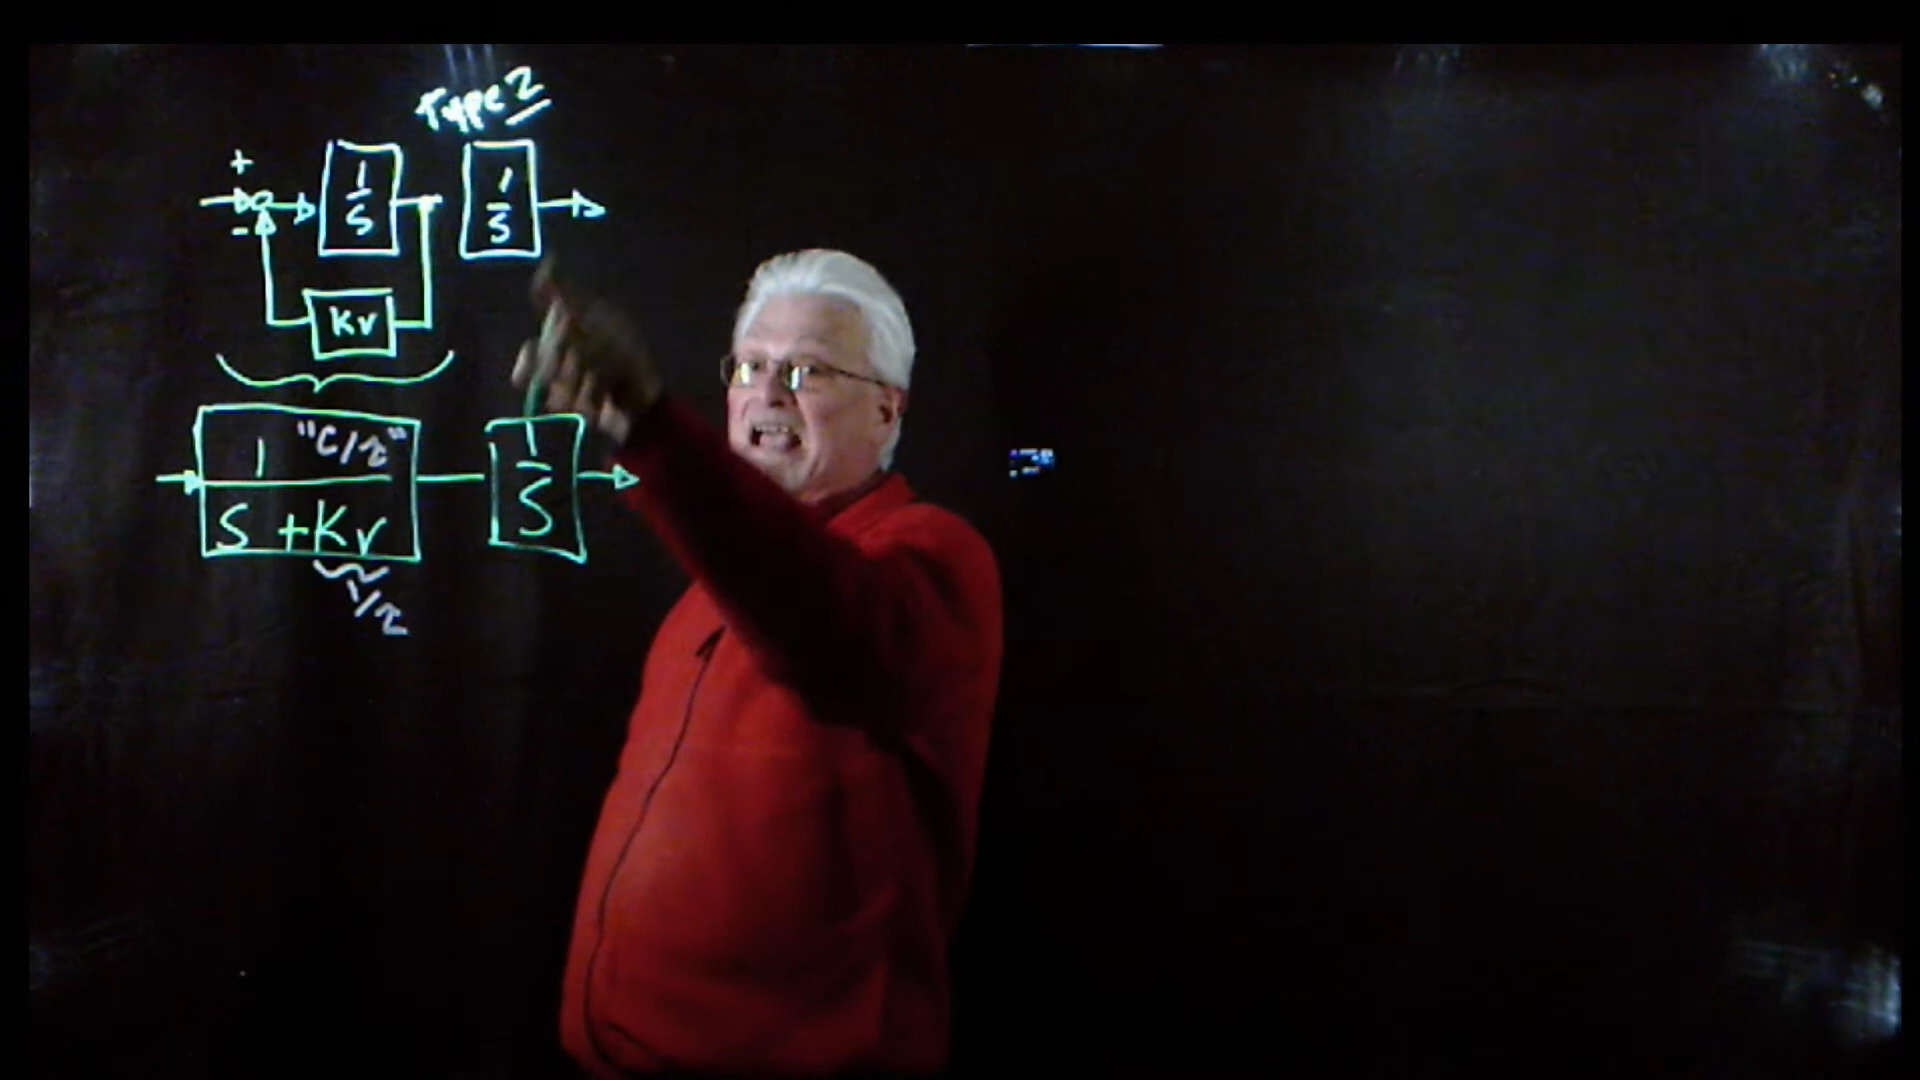 Type 2
+
1/S 1/S
-
Kv
1 "C/τ" 1
S + Kv S
1/τ